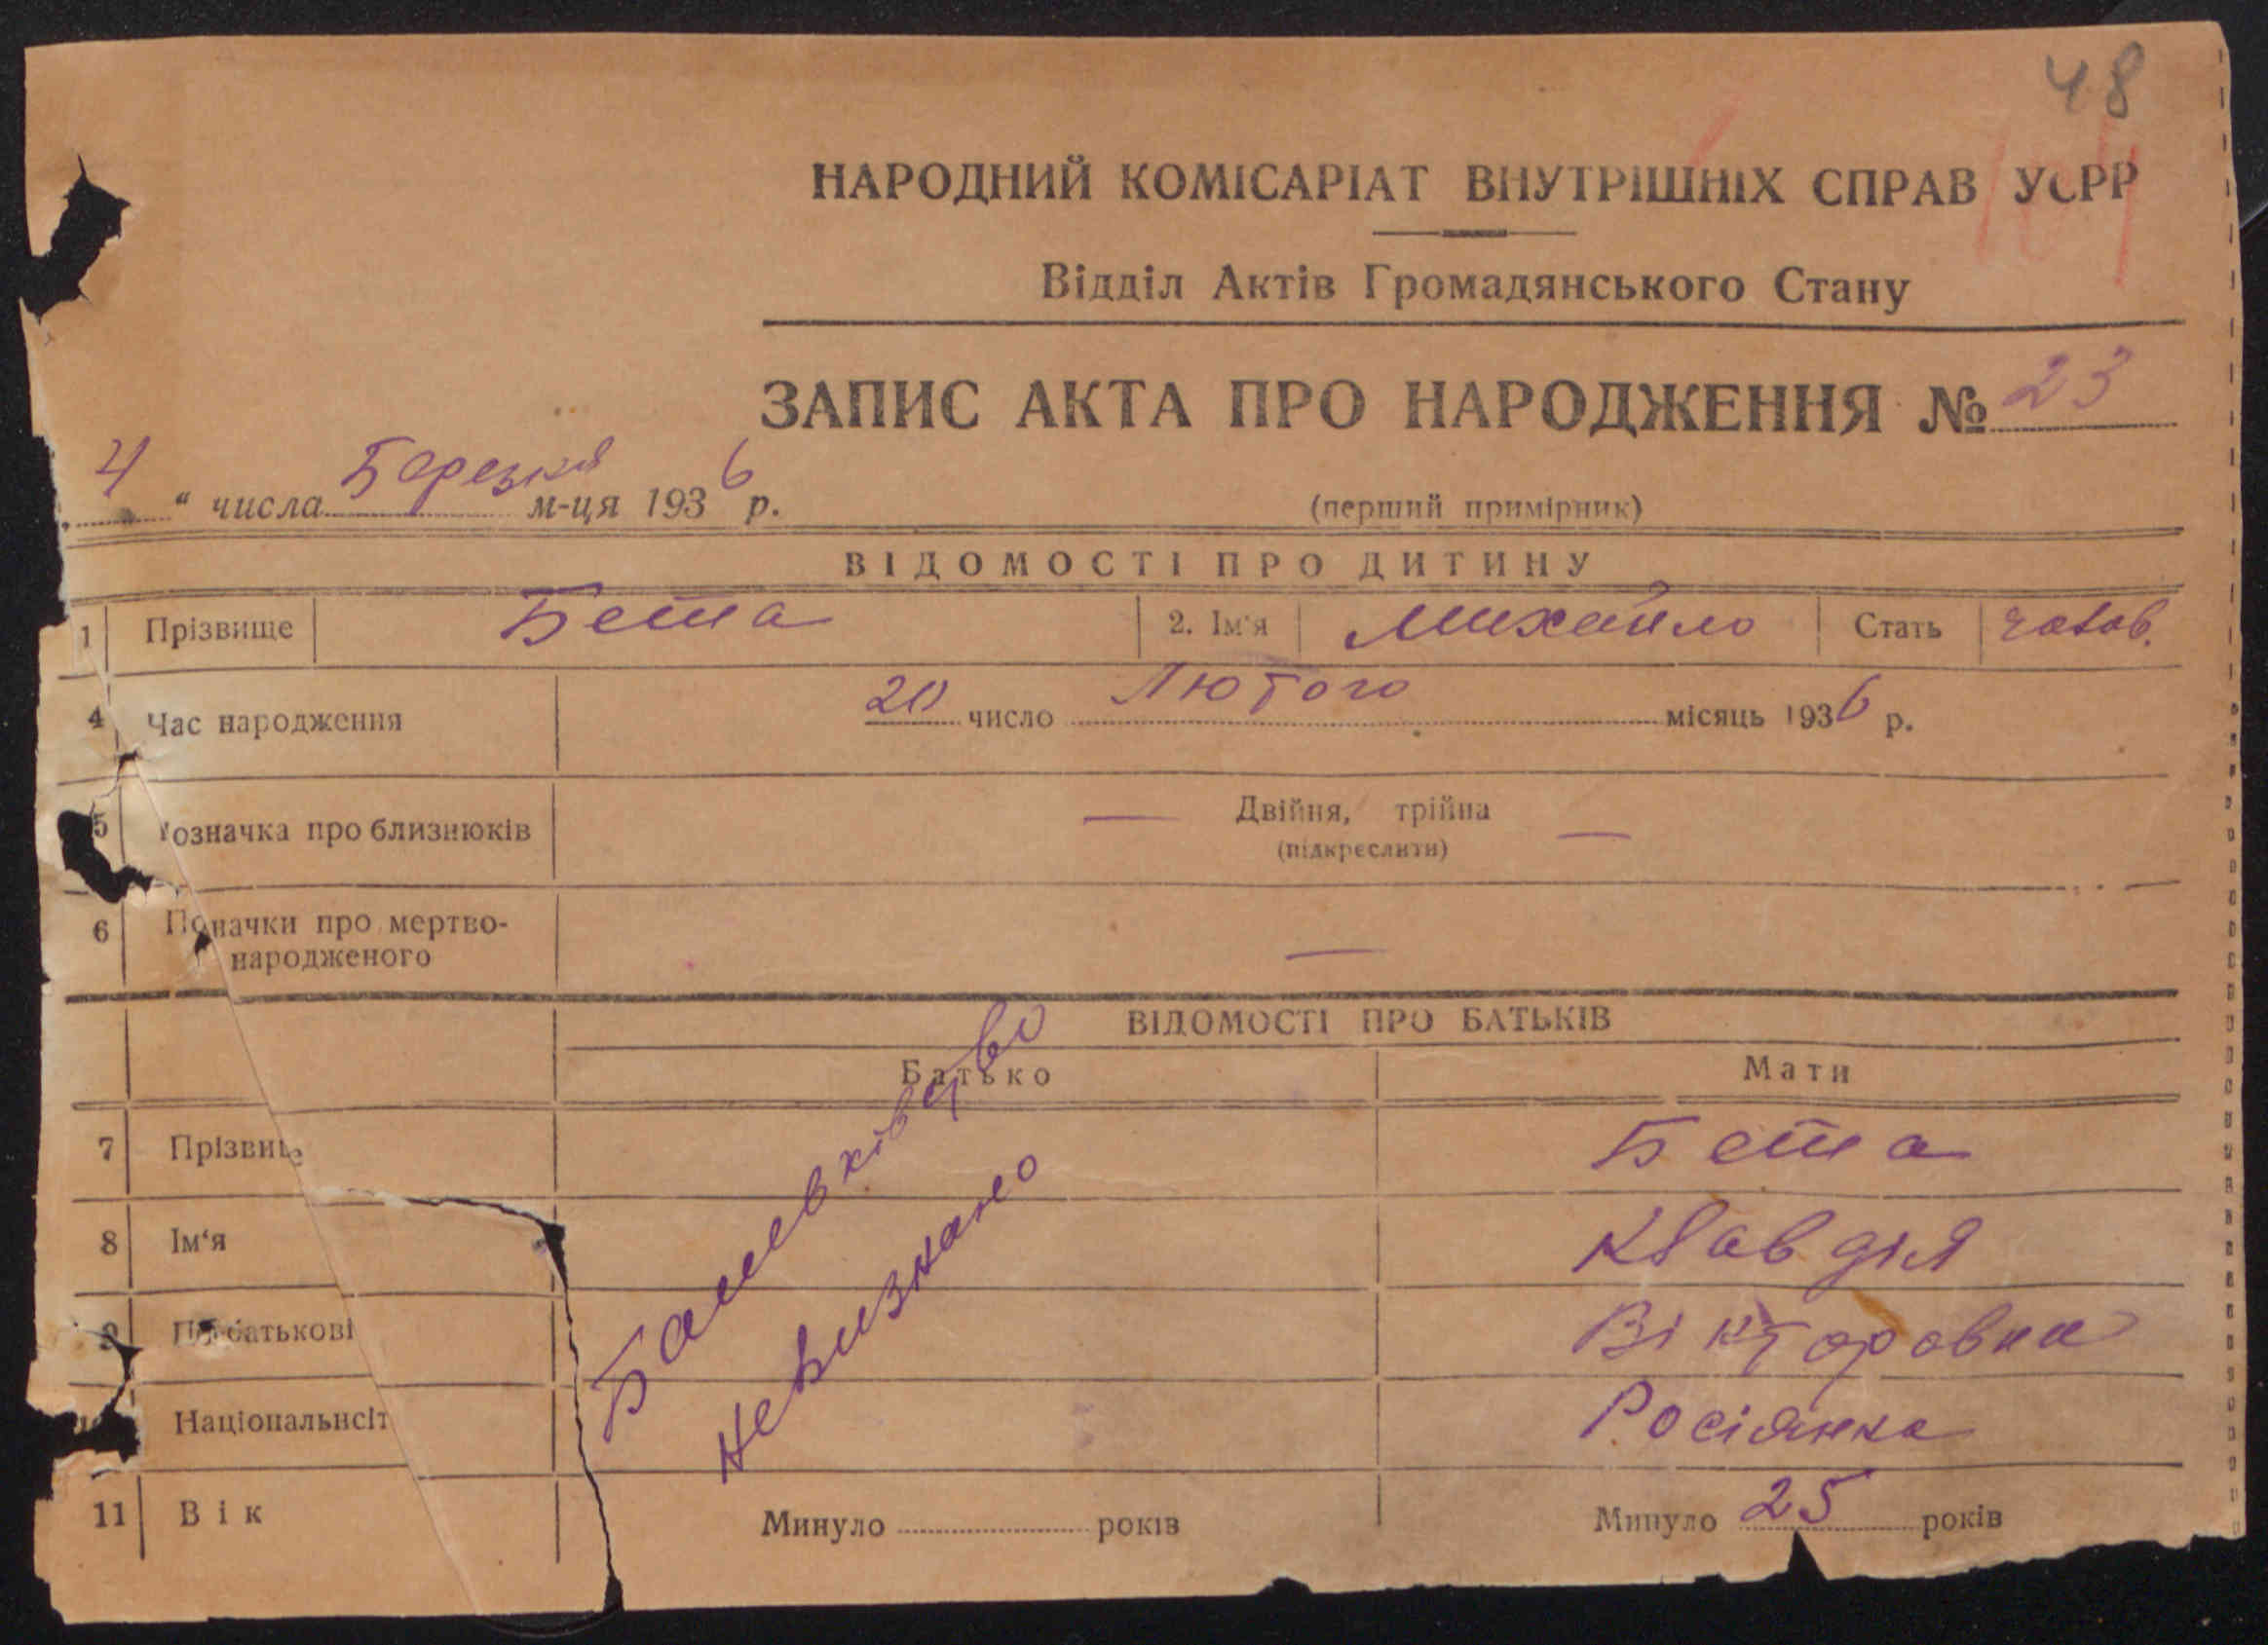 48
НАРОДНИЙ КОМІСАРІАТ ВНУТРІШНІХ СПРАВ УСРР
Відділ Актів Громадянського Стану
ЗАПИС АКТА ПРО НАРОДЖЕННЯ № 23
4 " числа Березня м-ця 1936 р.
(перший примірник)
ВІДОМОСТІ ПРО ДИТИНУ
1 Прізвище Бета 2. Ім'я Михайло Стать чолов.
4 Час народження 20 число Лютого місяць 1936 р.
5 означка про близнюків — Двійня, трійна —
(підкреслити)
6 Поначки про мертво-
народженого —
ВІДОМОСТІ ПРО БАТЬКІВ
Батько Мати
7 Прізвище Бета
8 Ім'я Клавдія
9 По батькові Вікторовна
Національнсіт Росіянка
11 Вік Минуло років Минуло 25 років
невизнано